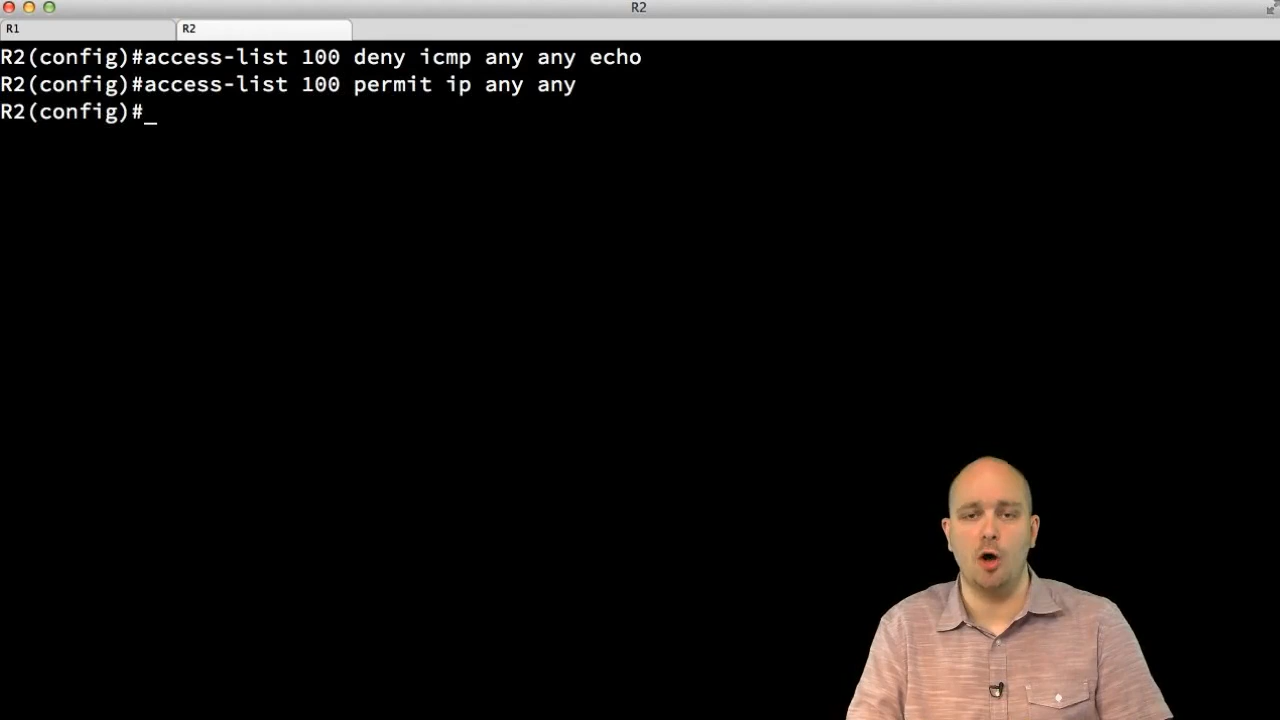 R2
R1
R2
R2(config)#access-list 100 deny icmp any any echo
R2(config)#access-list 100 permit ip any any
R2(config)#_